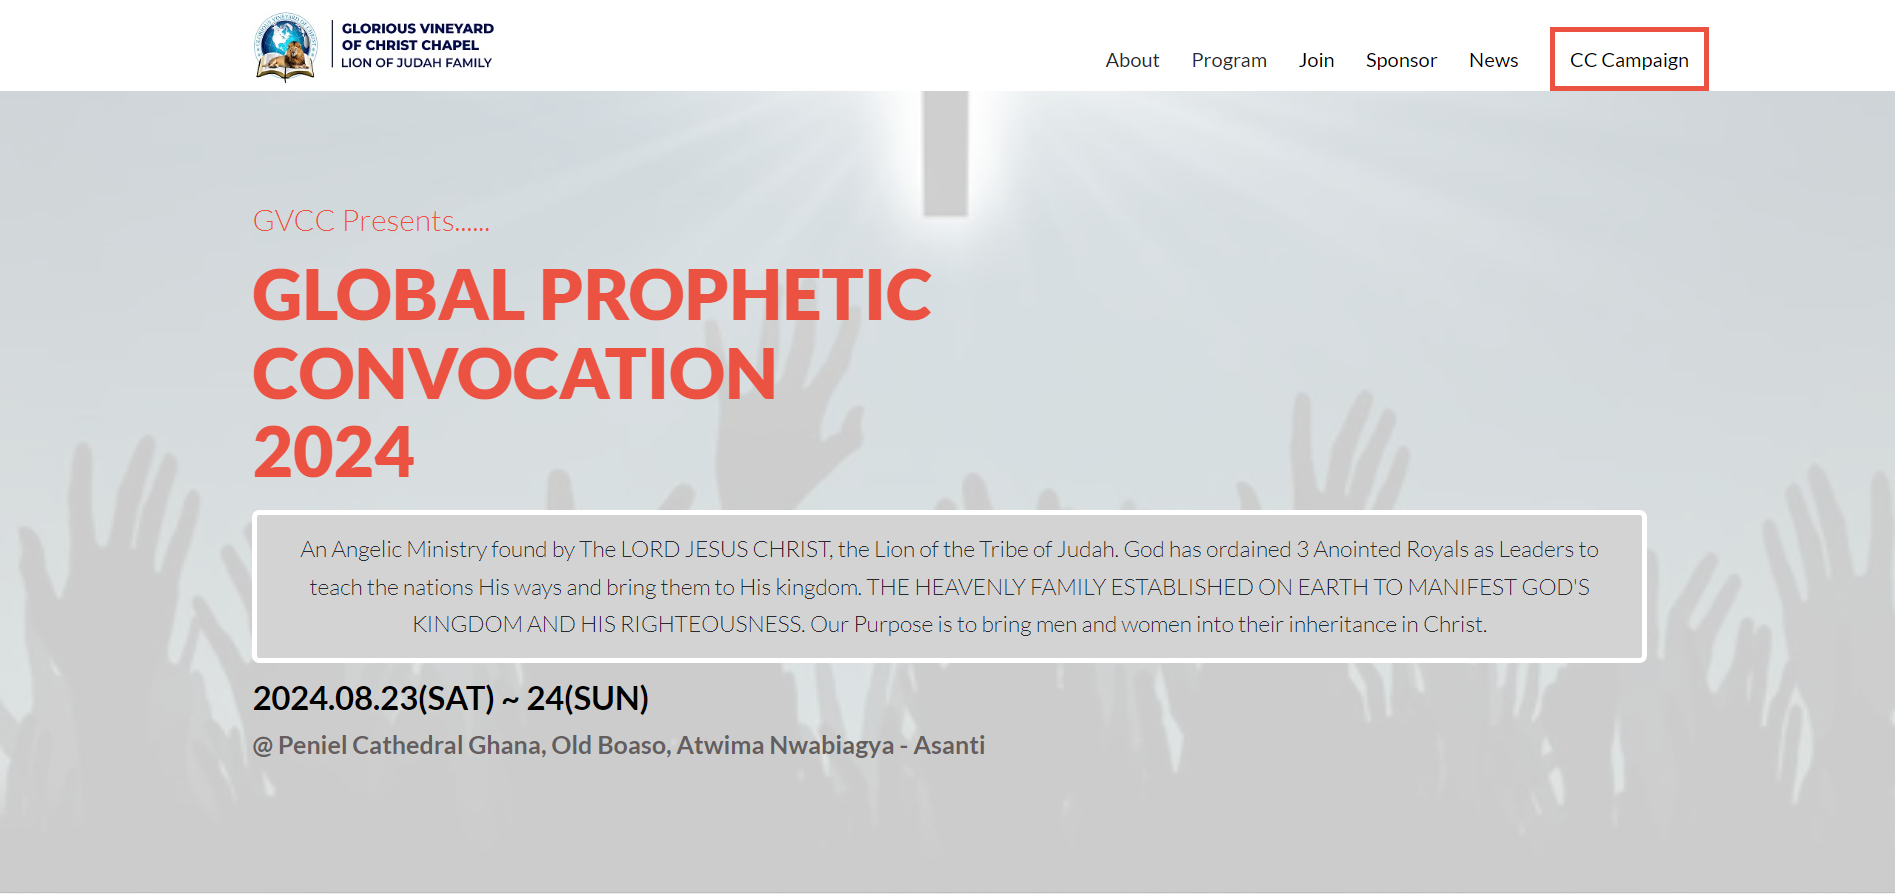 GLORIOUS VINEYARD
OF CHRIST CHAPEL
LION OF JUDAH FAMILY
About Program Join Sponsor News CC Campaign
GVCC Presents......
GLOBAL PROPHETIC
CONVOCATION
2024
An Angelic Ministry found by The LORD JESUS CHRIST, the Lion of the Tribe of Judah. God has ordained 3 Anointed Royals as Leaders to
teach the nations His ways and bring them to His kingdom. THE HEAVENLY FAMILY ESTABLISHED ON EARTH TO MANIFEST GOD'S
KINGDOM AND HIS RIGHTEOUSNESS. Our Purpose is to bring men and women into their inheritance in Christ.
2024.08.23(SAT) ~ 24(SUN)
@ Peniel Cathedral Ghana, Old Boaso, Atwima Nwabiagya - Asanti